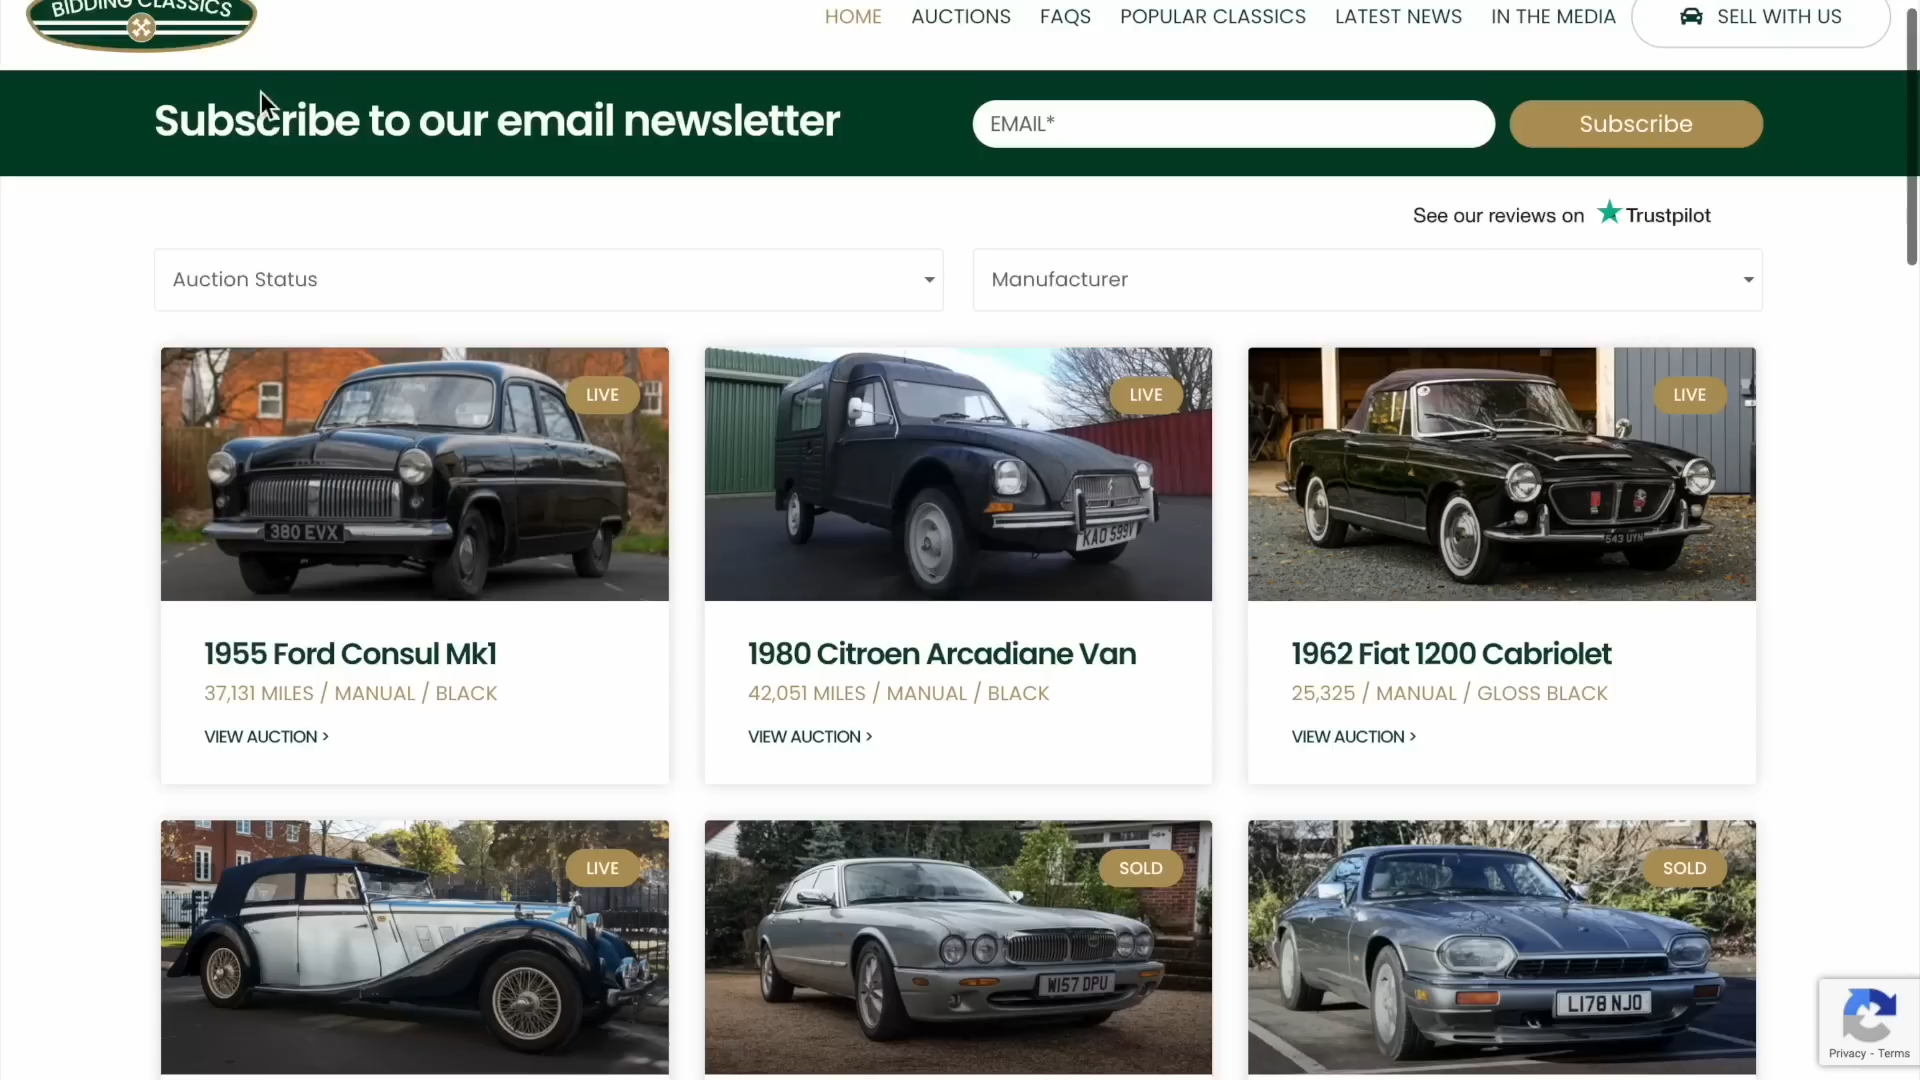 BIDDING CLASSICS
HOME AUCTIONS FAQS POPULAR CLASSICS LATEST NEWS IN THE MEDIA SELL WITH US
Subscribe to our email newsletter
EMAIL*
Subscribe
See our reviews on Trustpilot
Auction Status
Manufacturer
LIVE
380 EVX
LIVE
KAO 599V
LIVE
543 UYN
1955 Ford Consul Mk1
37,131 MILES / MANUAL / BLACK
VIEW AUCTION >
1980 Citroen Arcadiane Van
42,051 MILES / MANUAL / BLACK
VIEW AUCTION >
1962 Fiat 1200 Cabriolet
25,325 / MANUAL / GLOSS BLACK
VIEW AUCTION >
LIVE
SOLD
W157 DPU
SOLD
L178 NJO
Privacy - Terms